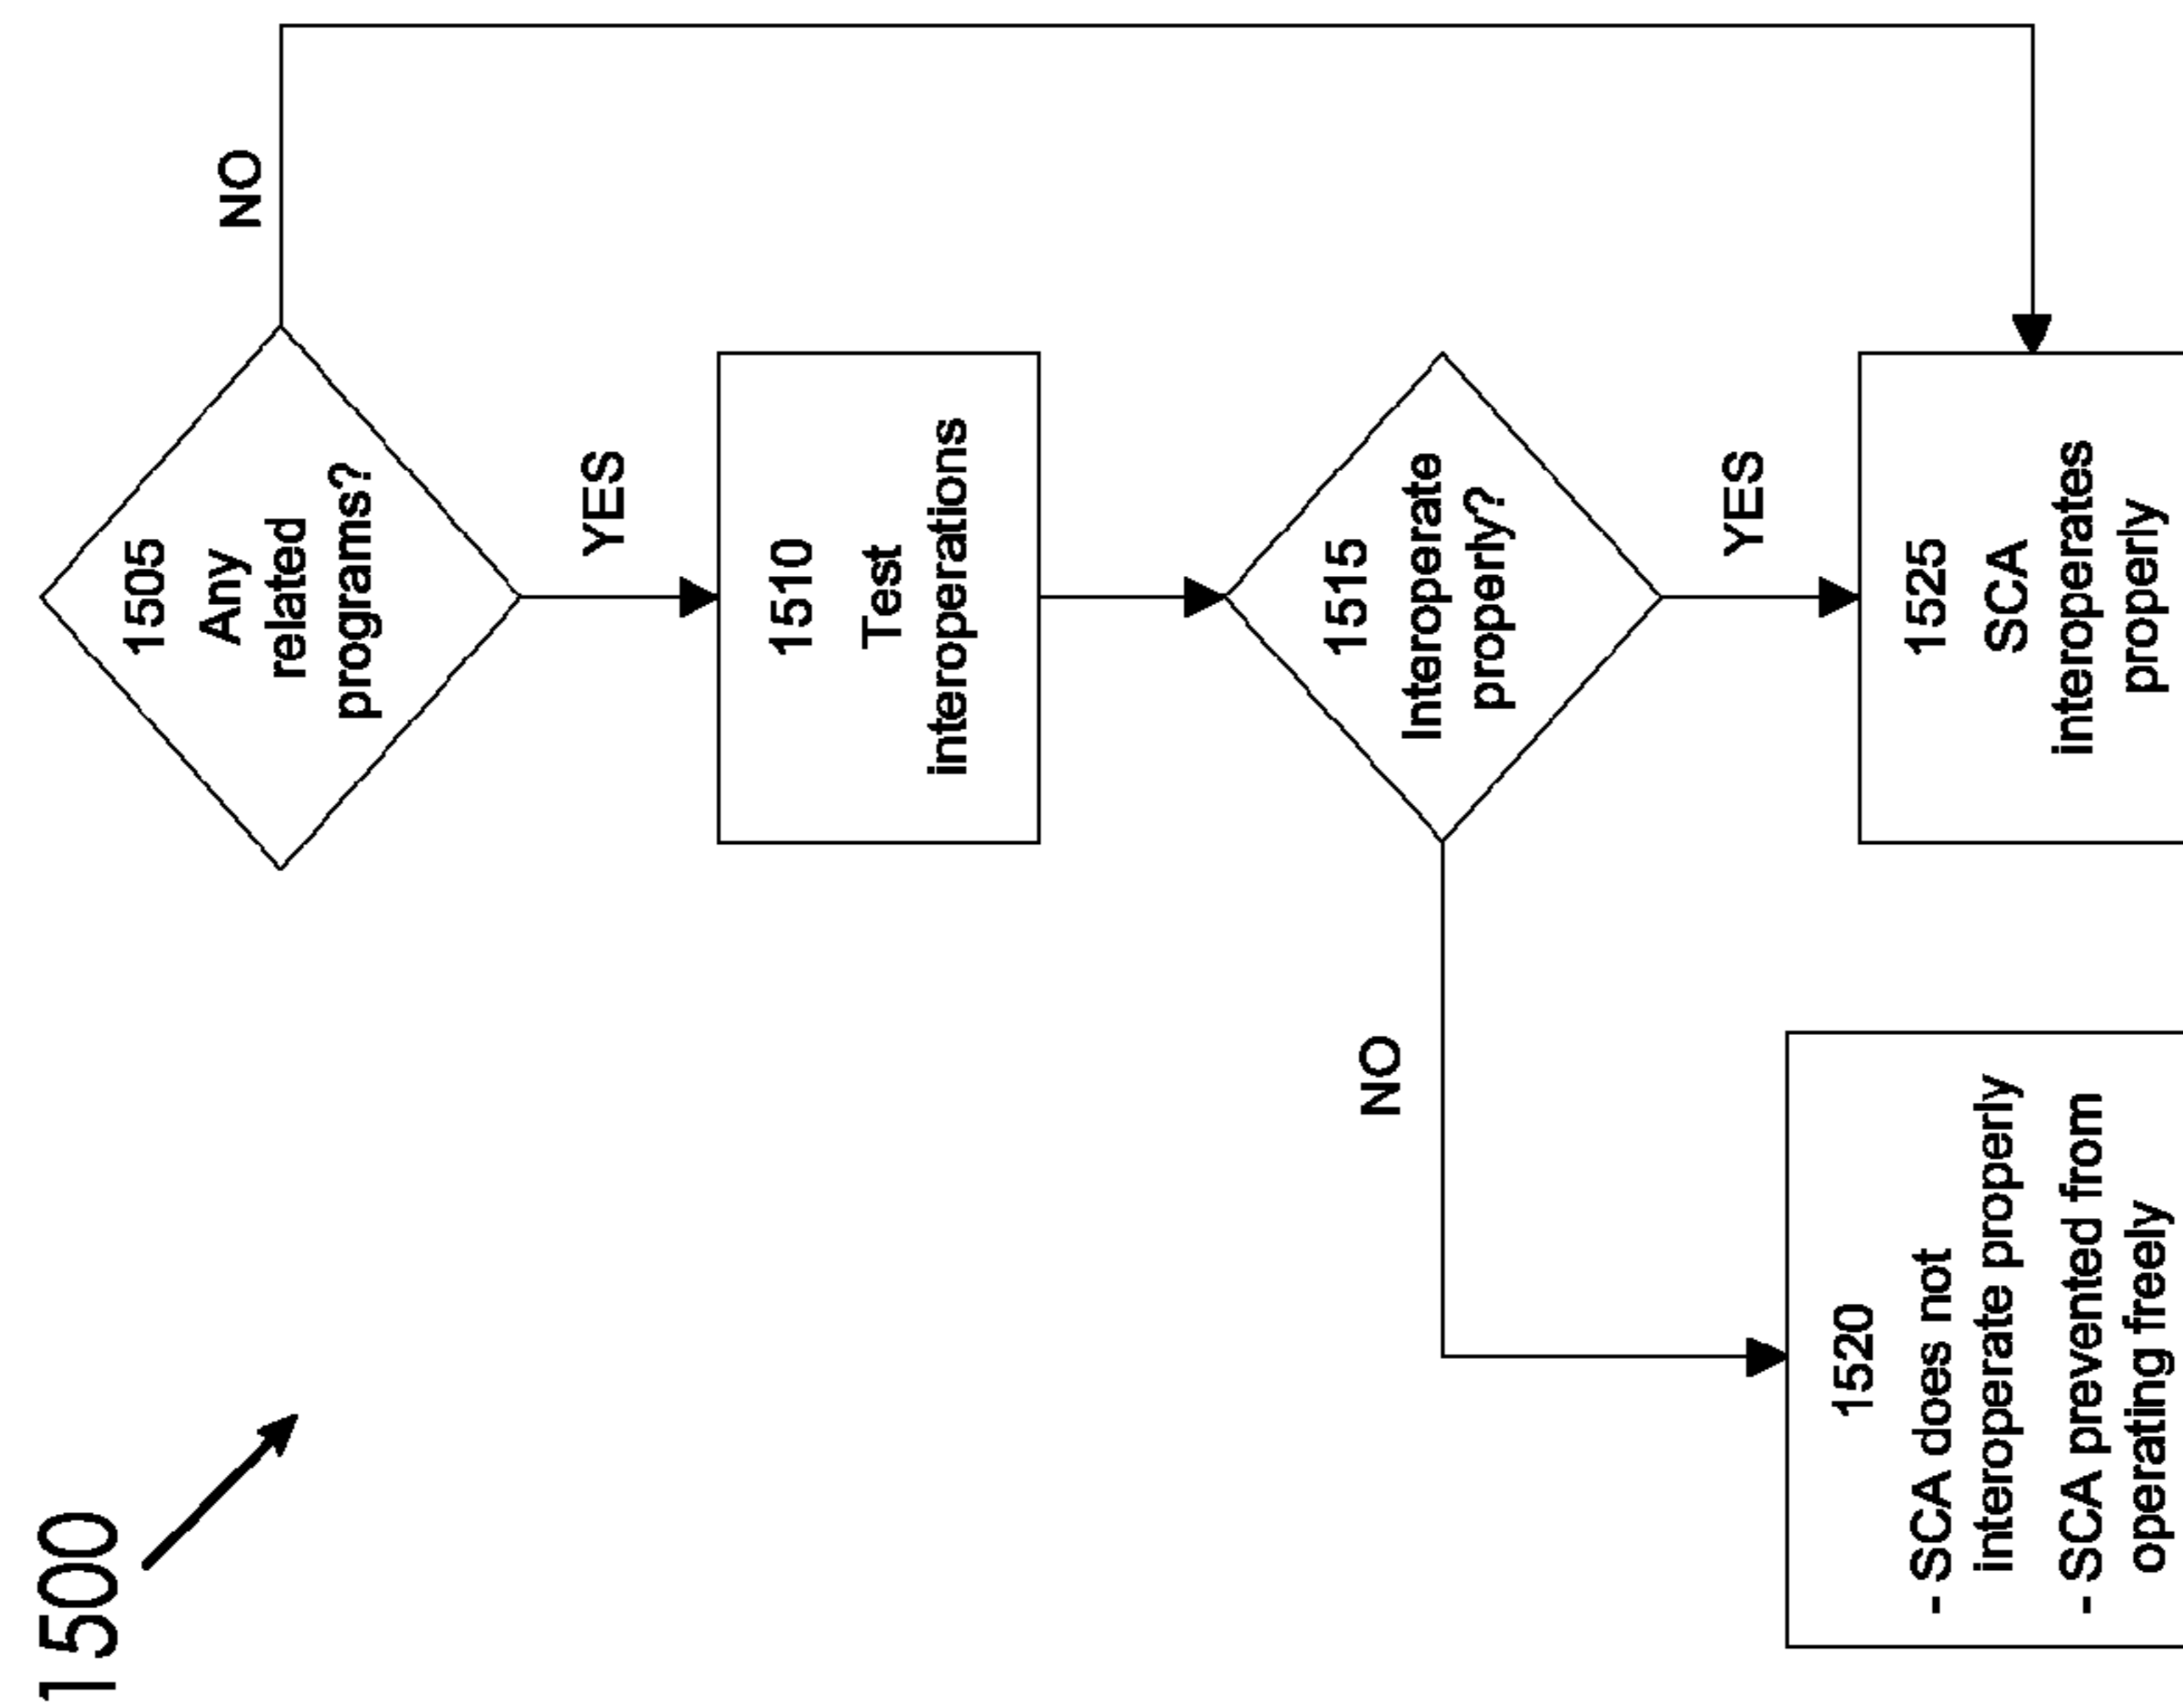 1500
1505
Any
related
programs?
NO
YES
1510
Test
interoperations
1515
Interoperate
properly?
NO
YES
1520
- SCA does not
interoperate properly
- SCA prevented from
operating freely
1525
SCA
interoperates
properly